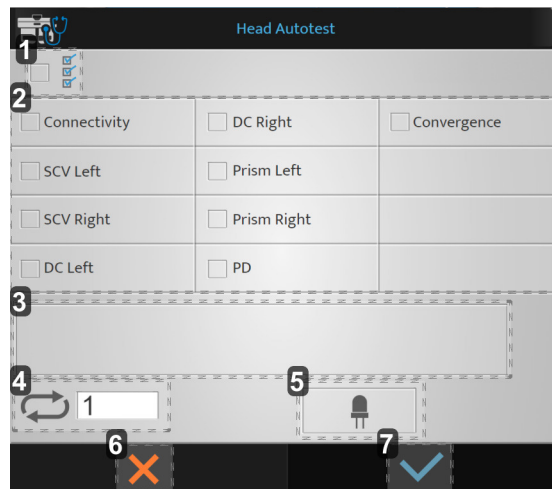 Head Autotest
1
2
Connectivity DC Right Convergence
SCV Left Prism Left
SCV Right Prism Right
DC Left PD
3
4
1
5
6
7